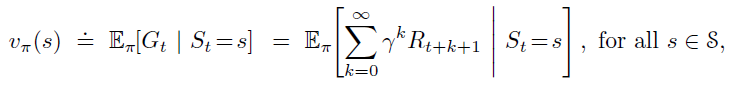 v_π(s) ≐ 𝔼_π[G_t | S_t=s] = 𝔼_π[∑_{k=0}^{∞} γ^k R_{t+k+1} | S_t=s], for all s ∈ 𝒮,